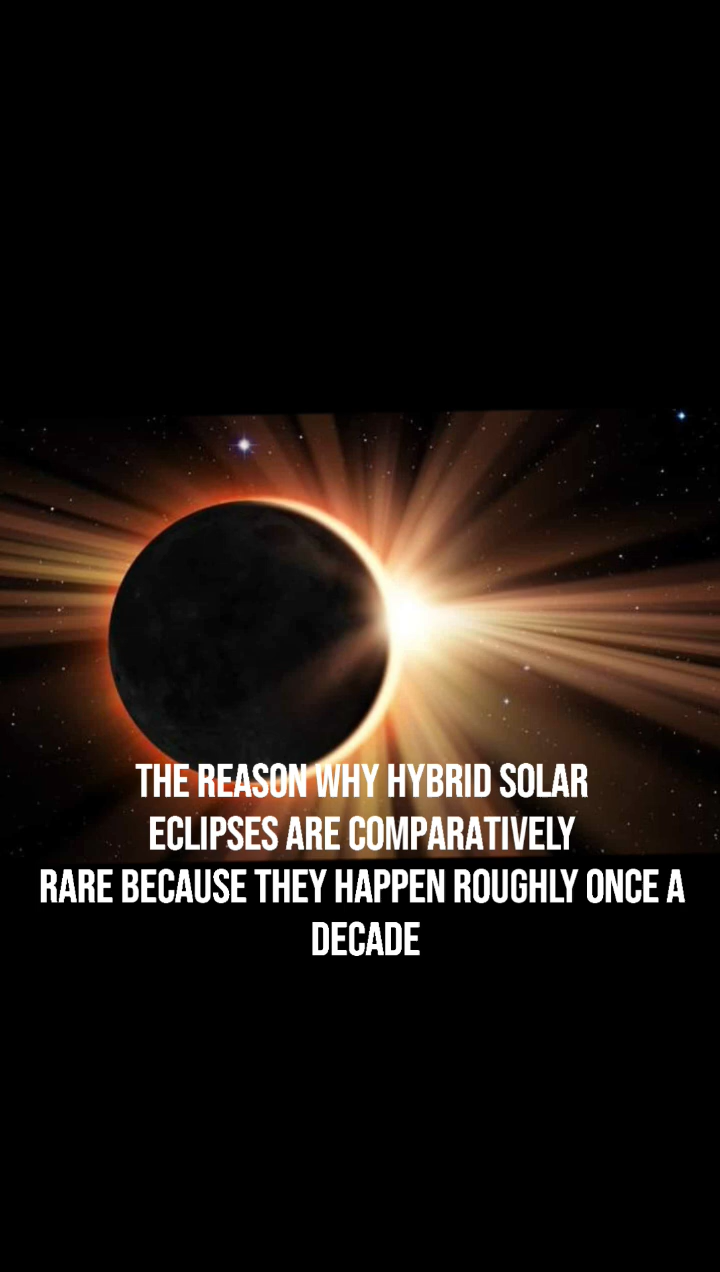 THE REASON WHY HYBRID SOLAR
ECLIPSES ARE COMPARATIVELY
RARE BECAUSE THEY HAPPEN ROUGHLY ONCE A
DECADE